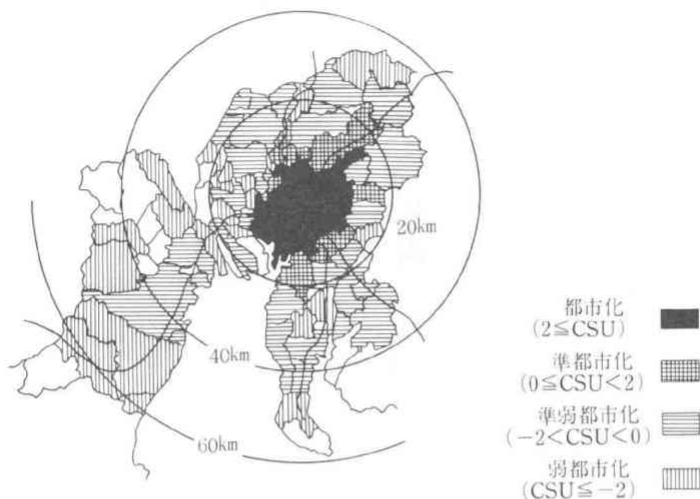 20km
40km
60km
都市化
(2≦CSU)
準都市化
(0≦CSU<2)
準弱都市化
(-2<CSU<0)
弱都市化
(CSU≦-2)